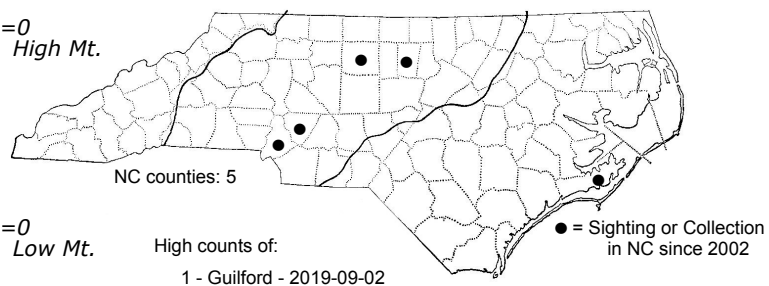 =0
High Mt.
NC counties: 5
=0
Low Mt.
High counts of:
1 - Guilford - 2019-09-02
● = Sighting or Collection
in NC since 2002